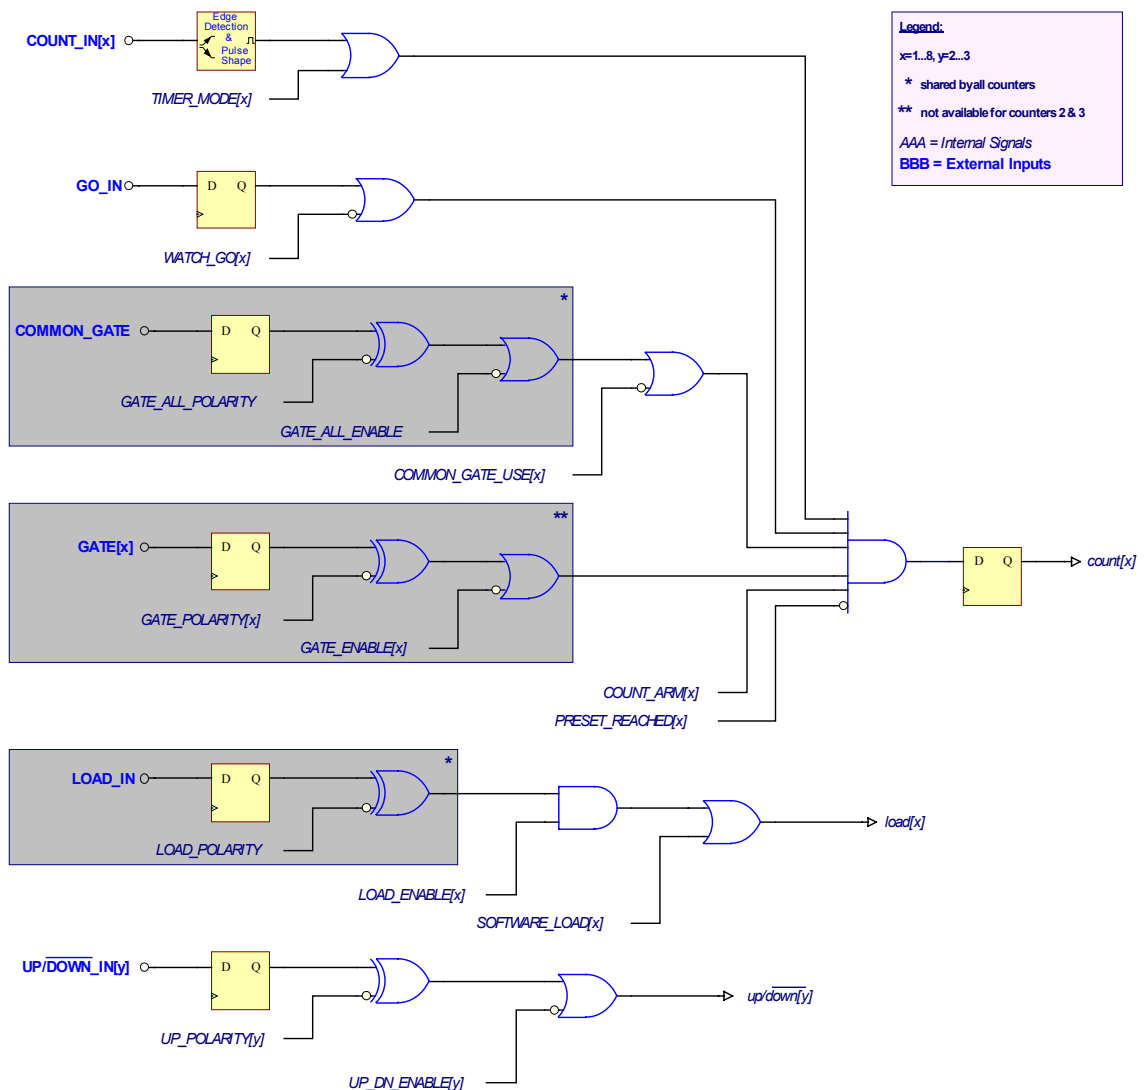 COUNT_IN[x]
Edge
Detection
&
Pulse
Shape
TIMER_MODE[x]
Legend:
x=1...8, y=2...3
* shared byall counters
** not available for counters 2 & 3
AAA = Internal Signals
BBB = External Inputs
GO_IN
D Q
WATCH_GO[x]
*
COMMON_GATE
D Q
GATE_ALL_POLARITY
GATE_ALL_ENABLE
COMMON_GATE_USE[x]
**
GATE[x]
D Q
GATE_POLARITY[x]
GATE_ENABLE[x]
D Q
count[x]
COUNT_ARM[x]
PRESET_REACHED[x]
*
LOAD_IN
D Q
LOAD_POLARITY
LOAD_ENABLE[x]
SOFTWARE_LOAD[x]
load[x]
UP/DOWN_IN[y]
D Q
UP_POLARITY[y]
UP_DN_ENABLE[y]
up/down[y]